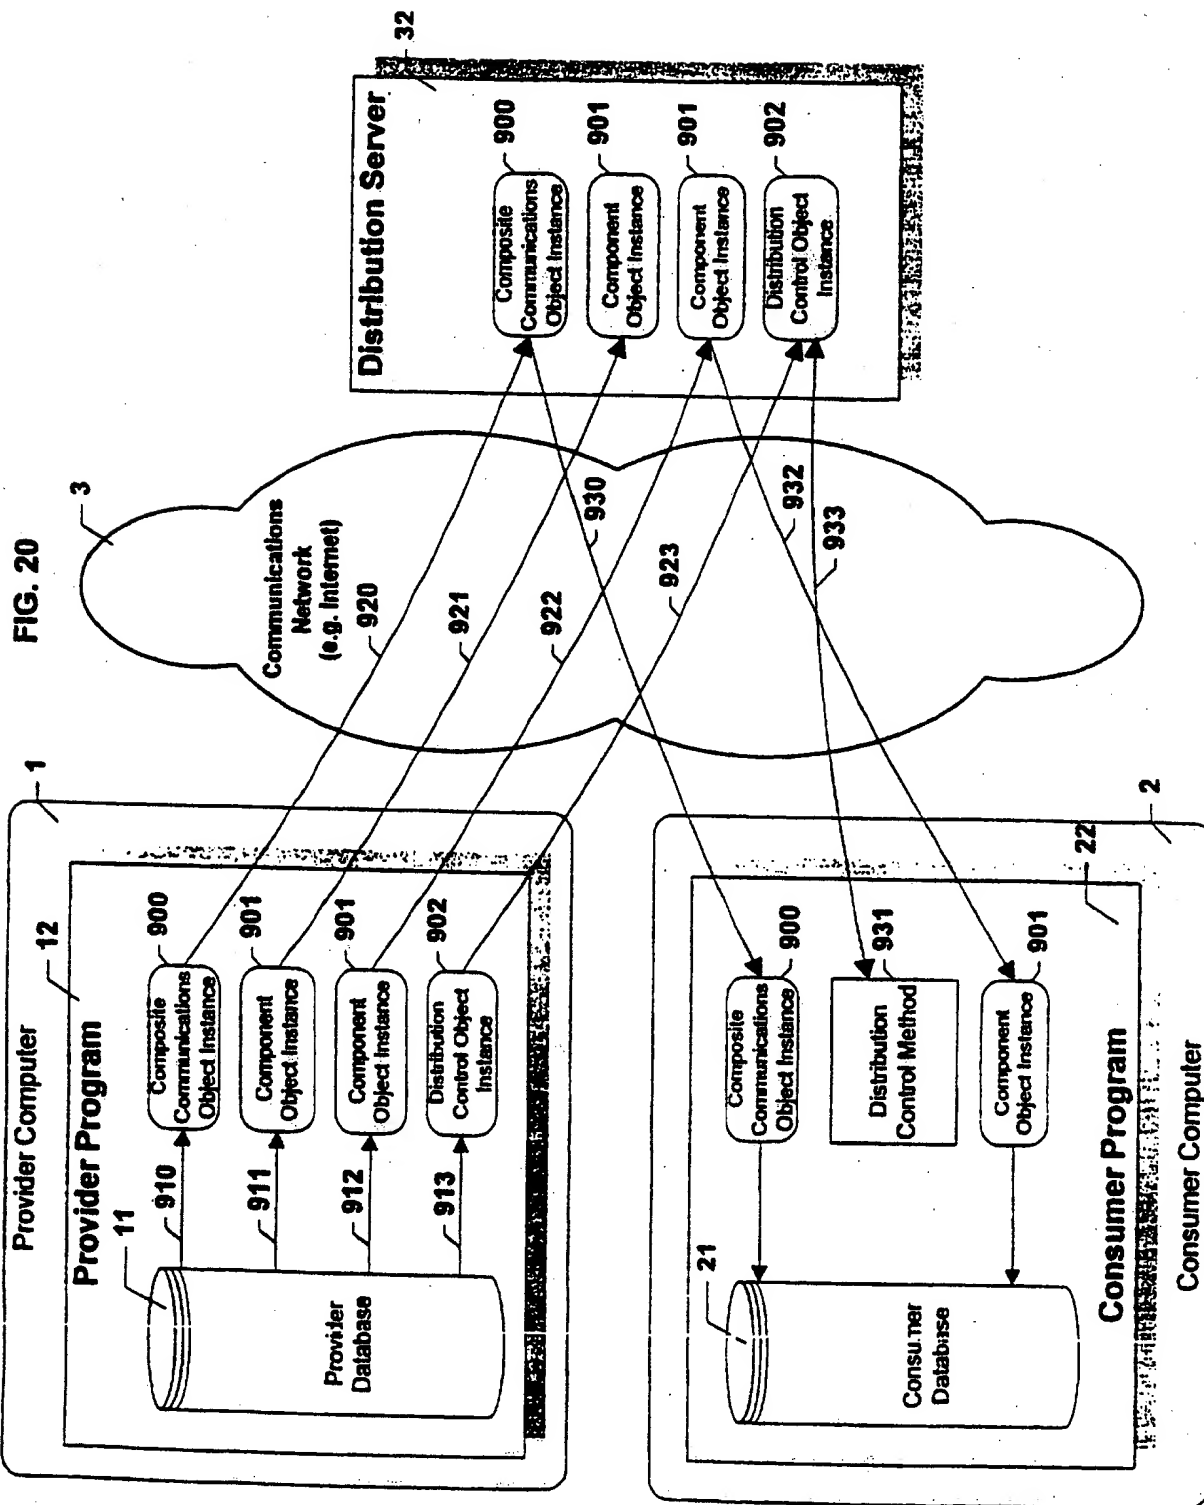 FIG. 20
Provider Computer
1
Provider Program
12
11
Provider
Database
910
911
912
913
Composite
Communications
Object Instance
900
Component
Object Instance
901
Component
Object Instance
901
Distribution
Control Object
Instance
902
3
Communications
Network
(e.g. Internet)
920
921
922
923
930
932
933
Distribution Server
32
Composite
Communications
Object Instance
900
Component
Object Instance
901
Component
Object Instance
901
Distribution
Control Object
Instance
902
2
22
21
Consumer
Database
Composite
Communications
Object Instance
900
Distribution
Control Method
931
Component
Object Instance
901
Consumer Program
Consumer Computer